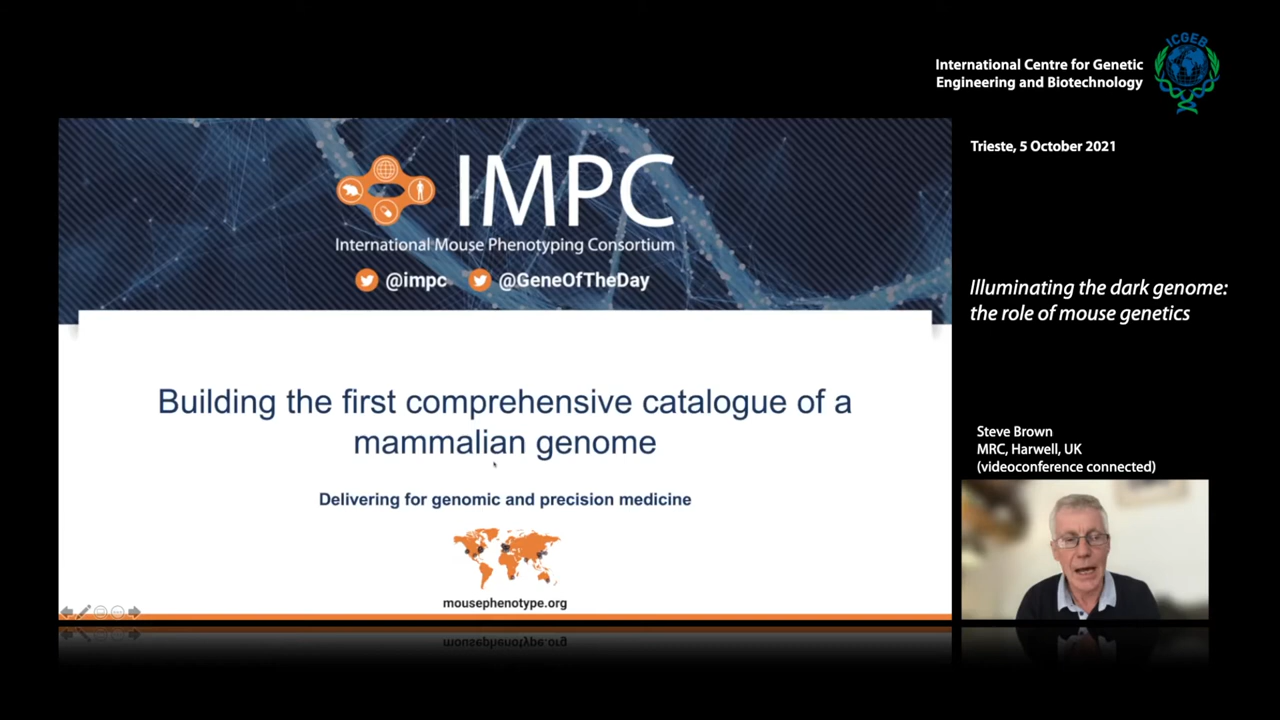 ICGEB
International Centre for Genetic
Engineering and Biotechnology
Trieste, 5 October 2021
IMPC
International Mouse Phenotyping Consortium
@impc @GeneOfTheDay
Building the first comprehensive catalogue of a
mammalian genome
Delivering for genomic and precision medicine
mousephenotype.org
Illuminating the dark genome:
the role of mouse genetics
Steve Brown
MRC, Harwell, UK
(videoconference connected)